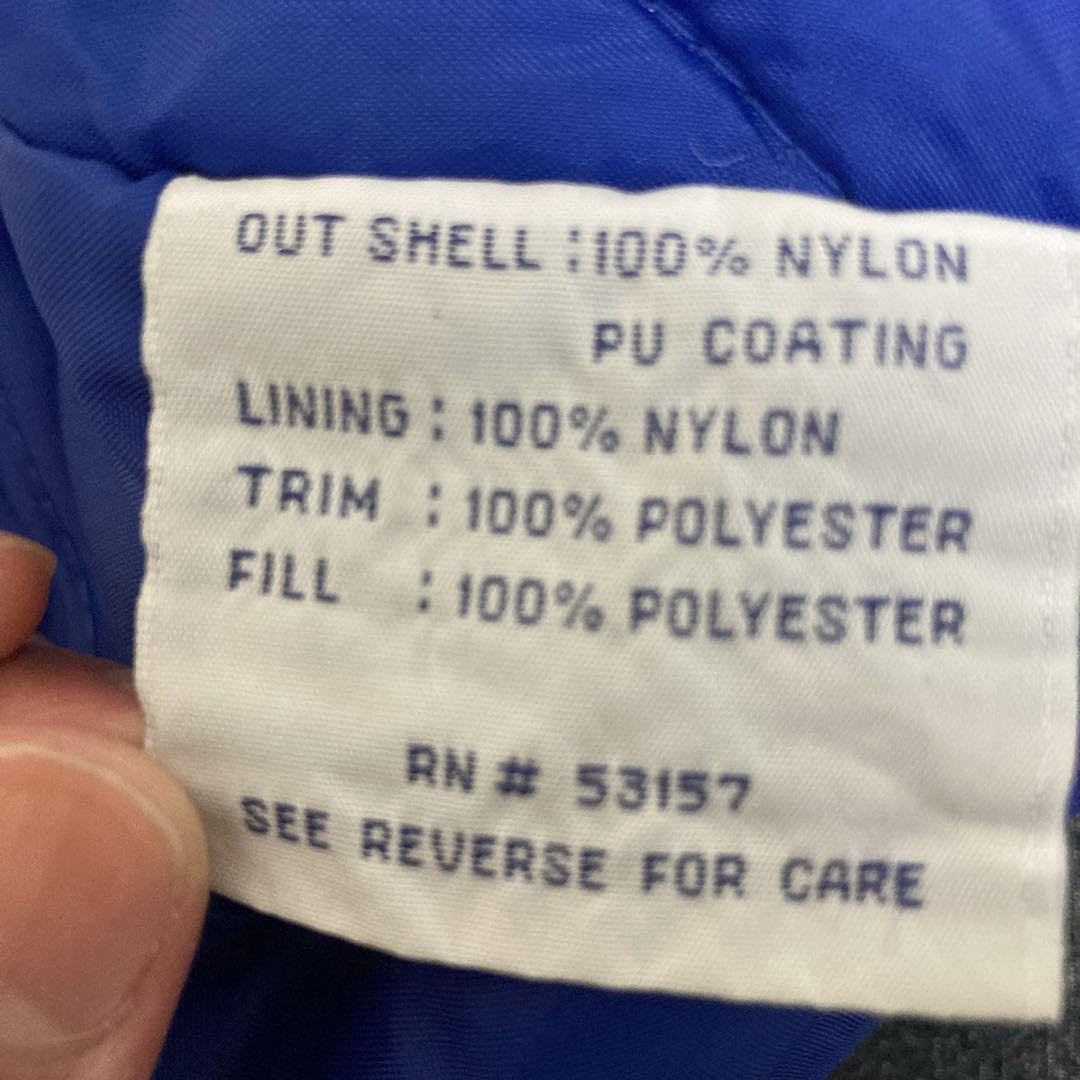 OUT SHELL : 100% NYLON
PU COATING
LINING : 100% NYLON
TRIM : 100% POLYESTER
FILL : 100% POLYESTER
RN # 53157
SEE REVERSE FOR CARE